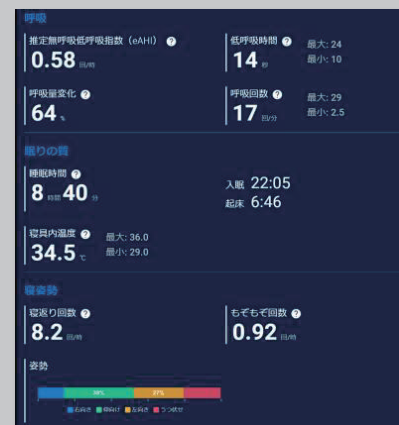 呼吸
推定無呼吸低呼吸指数（eAHI） ?
0.58 回/時
低呼吸時間 ? 最大: 24
14 秒 最小: 10
呼吸量変化 ?
64 %
呼吸回数 ? 最大: 29
17 回/分 最小: 2.5
眠りの質
睡眠時間 ?
8 時間 40 分
入眠 22:05
起床 6:46
寝具内温度 ? 最大: 36.0
34.5 ℃ 最小: 29.0
寝姿勢
寝返り回数 ?
8.2 回/時
もぞもぞ回数 ?
0.92 回/時
姿勢
38% 27%
右向き 仰向け 左向き うつ伏せ